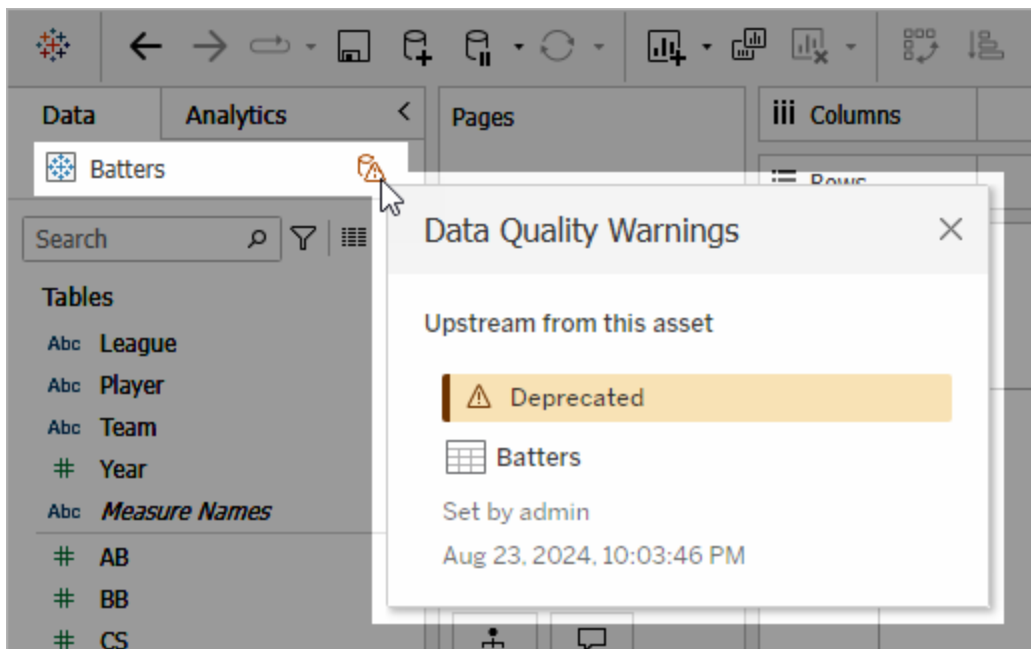 Data Analytics
Pages
Columns
Batters
Rows
Search
Data Quality Warnings
Tables
Upstream from this asset
Abc League
Abc Player
Deprecated
Abc Team
# Year
Batters
Abc Measure Names
Set by admin
# AB
Aug 23, 2024, 10:03:46 PM
# BB
# CS